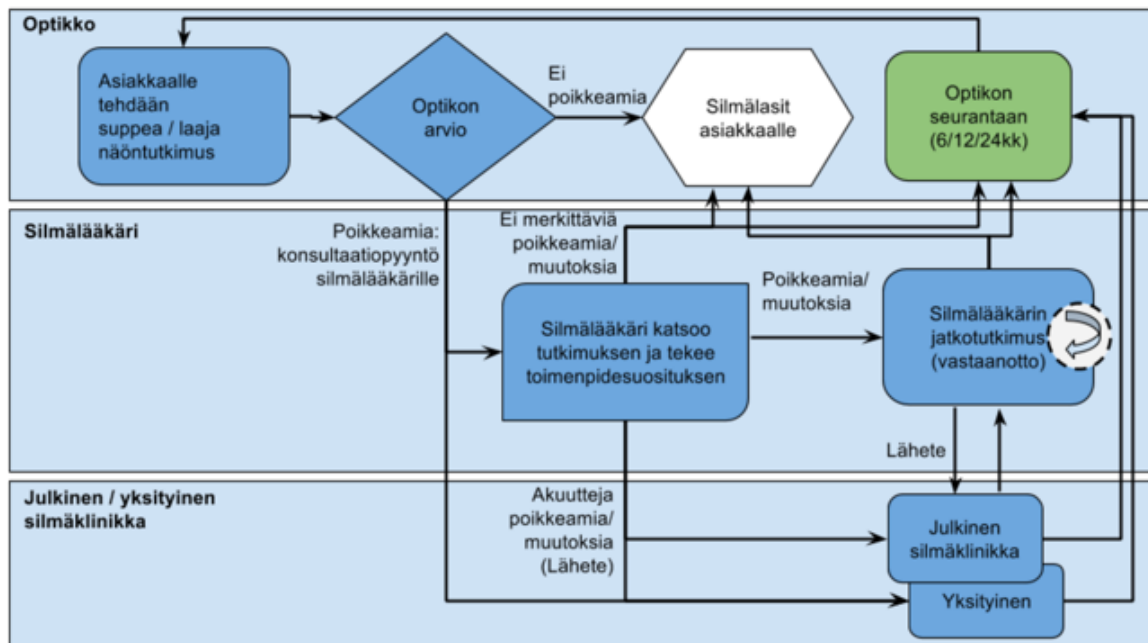 Optikko
Asiakkaalle
tehdään
suppea / laaja
näöntutkimus
Optikon
arvio
Ei
poikkeamia
Silmälasit
asiakkaalle
Optikon
seurantaan
(6/12/24kk)
Silmälääkäri
Poikkeamia:
konsultaatiopyyntö
silmälääkärille
Ei merkittäviä
poikkeamia/
muutoksia
Silmälääkäri katsoo
tutkimuksen ja tekee
toimenpidesuosituksen
Poikkeamia/
muutoksia
Silmälääkärin
jatkotutkimus
(vastaanotto)
Lähete
Julkinen / yksityinen
silmäklinikka
Akuutteja
poikkeamia/
muutoksia
(Lähete)
Julkinen
silmäklinikka
Yksityinen